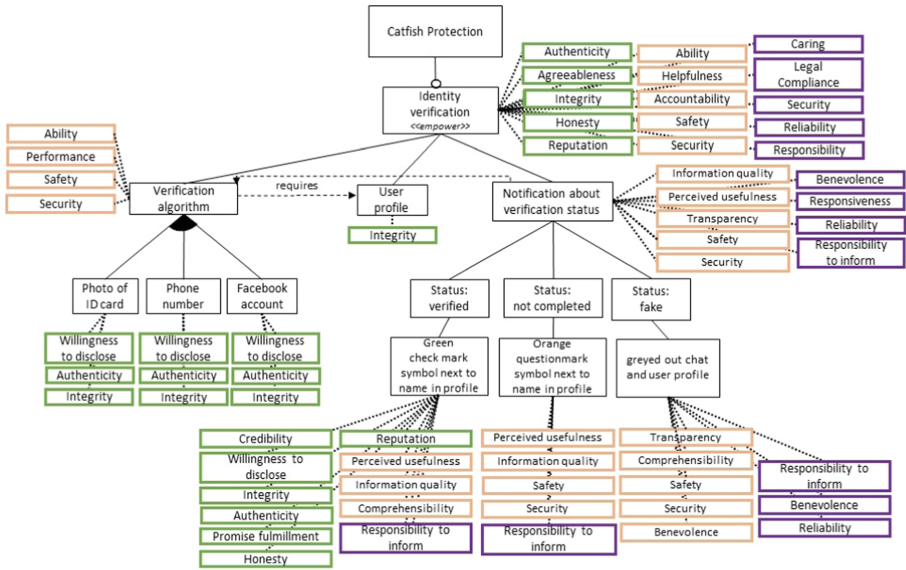 Catfish Protection
Identity
verification
<<empower>>
Authenticity
Agreeableness
Integrity
Honesty
Reputation
Ability
Helpfulness
Accountability
Safety
Security
Caring
Legal
Compliance
Security
Reliability
Responsibility
Ability
Performance
Safety
Security
Verification
algorithm
requires
User
profile
Integrity
Notification about
verification status
Information quality
Perceived usefulness
Transparency
Safety
Security
Benevolence
Responsiveness
Reliability
Responsibility
to inform
Photo of
ID card
Phone
number
Facebook
account
Willingness
to disclose
Authenticity
Integrity
Willingness
to disclose
Authenticity
Integrity
Willingness
to disclose
Authenticity
Integrity
Status:
verified
Status:
not completed
Status:
fake
Green
check mark
symbol next to
name in profile
Orange
questionmark
symbol next to
name in profile
greyed out chat
and user profile
Credibility
Willingness to
disclose
Integrity
Authenticity
Promise fulmillment
Honesty
Reputation
Perceived usefulness
Information quality
Comprehensibility
Responsibility to
inform
Perceived usefulness
Information quality
Safety
Security
Responsibility to
inform
Transparency
Comprehensibility
Safety
Security
Benevolence
Responsibility to
inform
Benevolence
Reliability